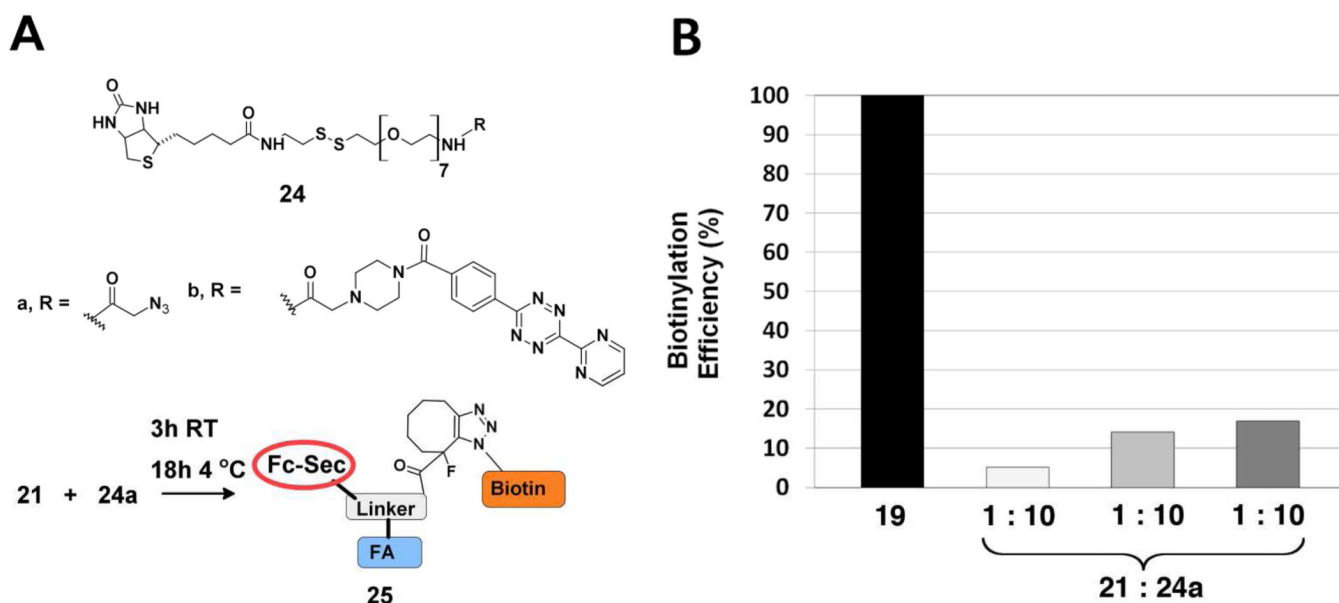 A
O
HN
NH
S
O
NH
S
S
O
7
NH
R
24
a, R =
O
N3
b, R =
O
N
N
O
N
N
N
N
N
N
21 + 24a
3h RT
18h 4 °C
Fc-Sec
Linker
FA
O
F
N
N
N
Biotin
25
B
Biotinylation
Efficiency (%)
100
90
80
70
60
50
40
30
20
10
0
19
1 : 10
1 : 10
1 : 10
21 : 24a